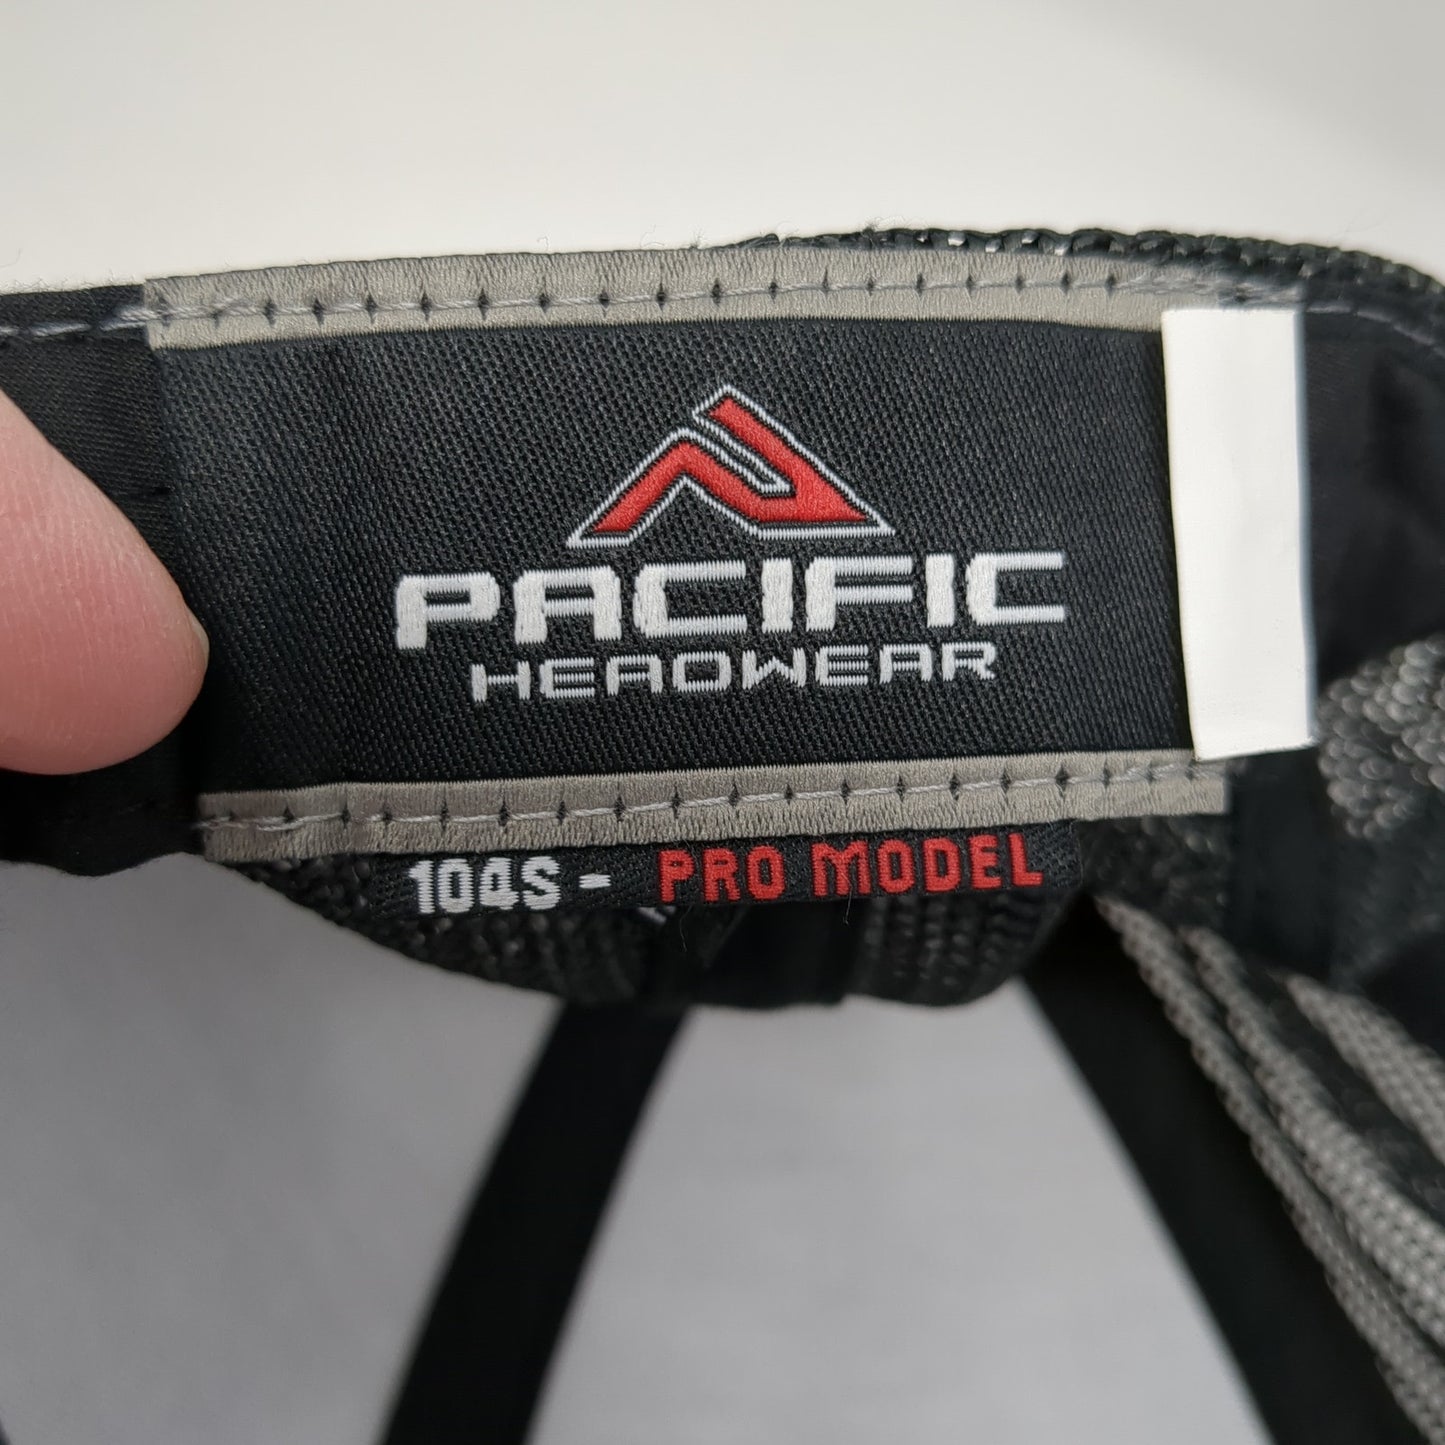 PACIFIC
HEADWEAR
104S - PRO MODEL